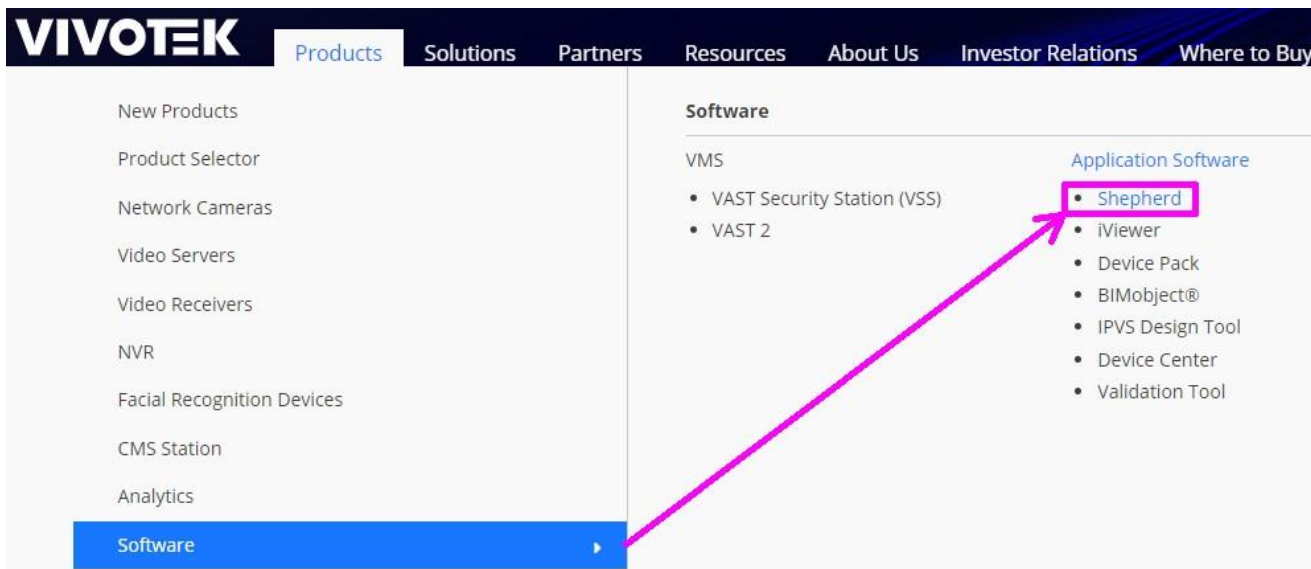 VIVOTEK
Products Solutions Partners Resources About Us Investor Relations Where to Buy
New Products
Product Selector
Network Cameras
Video Servers
Video Receivers
NVR
Facial Recognition Devices
CMS Station
Analytics
Software
Software
VMS
• VAST Security Station (VSS)
• VAST 2
Application Software
• Shepherd
• iViewer
• Device Pack
• BIMobject®
• IPVS Design Tool
• Device Center
• Validation Tool